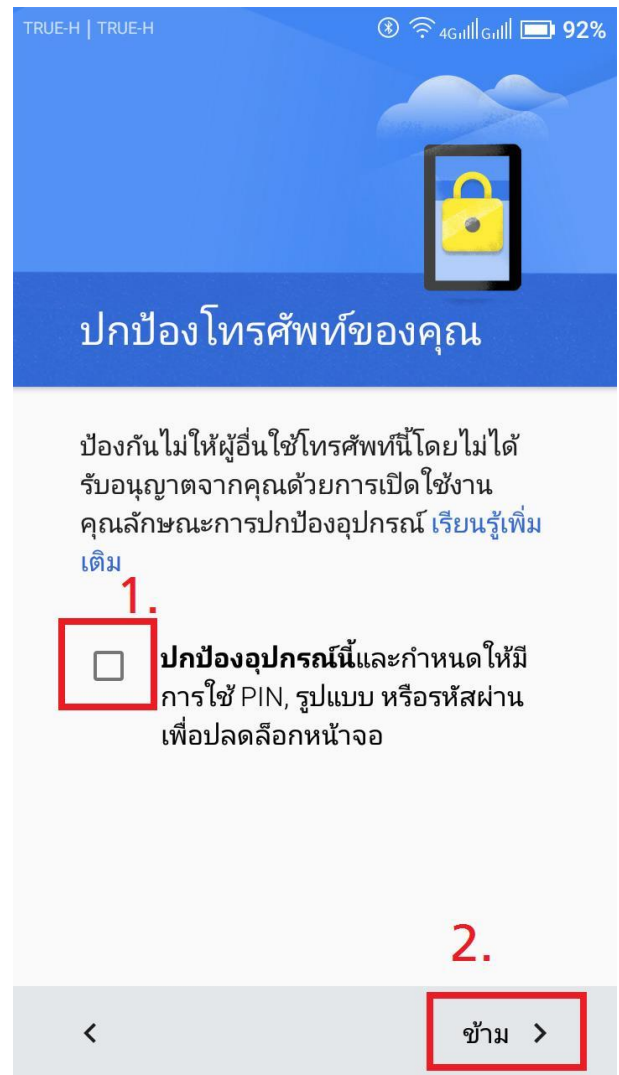 TRUE-H | TRUE-H 4G G 92%
ปกป้องโทรศัพท์ของคุณ
ป้องกันไม่ให้ผู้อื่นใช้โทรศัพท์นี้โดยไม่ได้
รับอนุญาตจากคุณด้วยการเปิดใช้งาน
คุณลักษณะการปกป้องอุปกรณ์ เรียนรู้เพิ่ม
เติม
1.
ปกป้องอุปกรณ์นี้และกำหนดให้มี
การใช้ PIN, รูปแบบ หรือรหัสผ่าน
เพื่อปลดล็อกหน้าจอ
2.
ข้าม